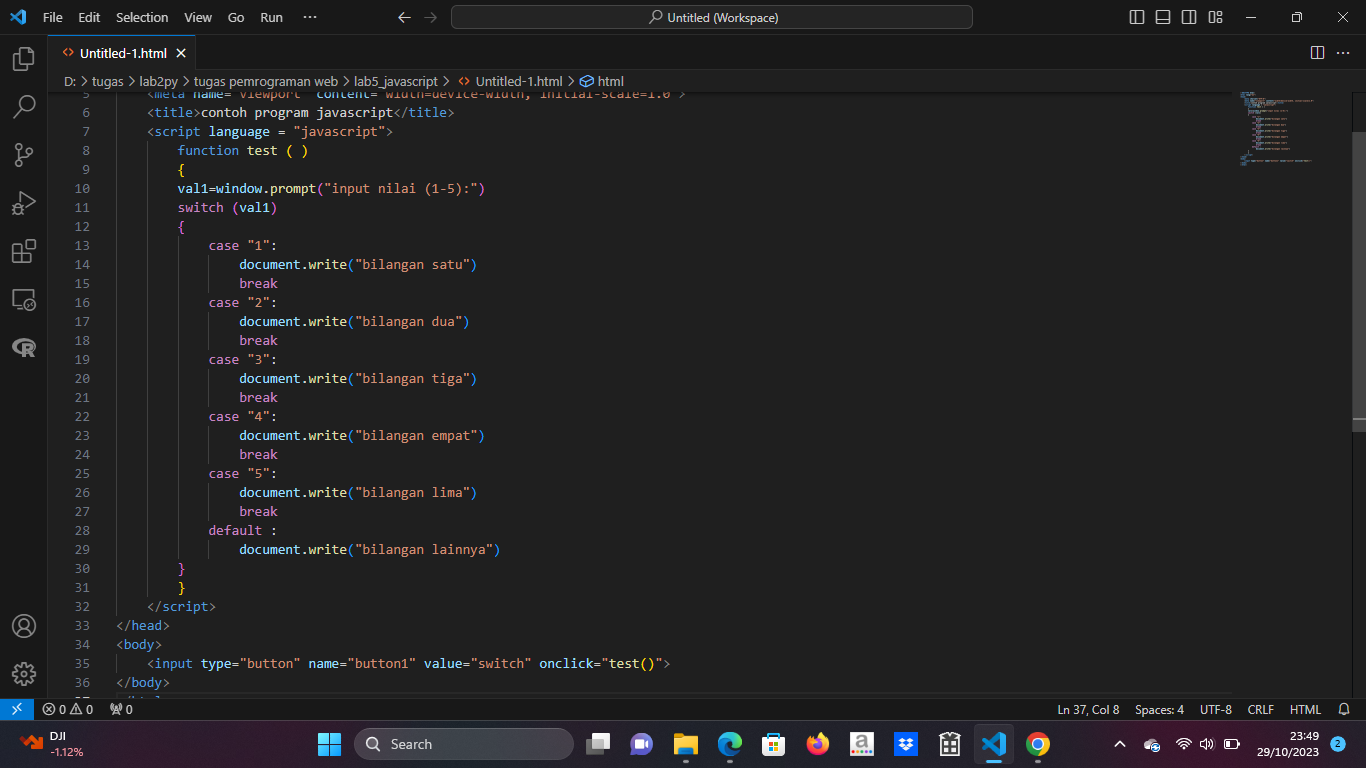 File Edit Selection View Go Run ···
Untitled (Workspace)
Untitled-1.html
D: > tugas > lab2py > tugas pemrograman web > lab5_javascript > Untitled-1.html > html
5 <meta name="viewport" content="width=device-width, initial-scale=1.0">
6 <title>contoh program javascript</title>
7 <script language = "javascript">
8 function test ( )
9 {
10 val1=window.prompt("input nilai (1-5):")
11 switch (val1)
12 {
13 case "1":
14 document.write("bilangan satu")
15 break
16 case "2":
17 document.write("bilangan dua")
18 break
19 case "3":
20 document.write("bilangan tiga")
21 break
22 case "4":
23 document.write("bilangan empat")
24 break
25 case "5":
26 document.write("bilangan lima")
27 break
28 default :
29 document.write("bilangan lainnya")
30 }
31 }
32 </script>
33 </head>
34 <body>
35 <input type="button" name="button1" value="switch" onclick="test()">
36 </body>
37 </html>
0 0 0
Ln 37, Col 8 Spaces: 4 UTF-8 CRLF HTML
DJI
-1.12%
Search
a
23:49
29/10/2023
2